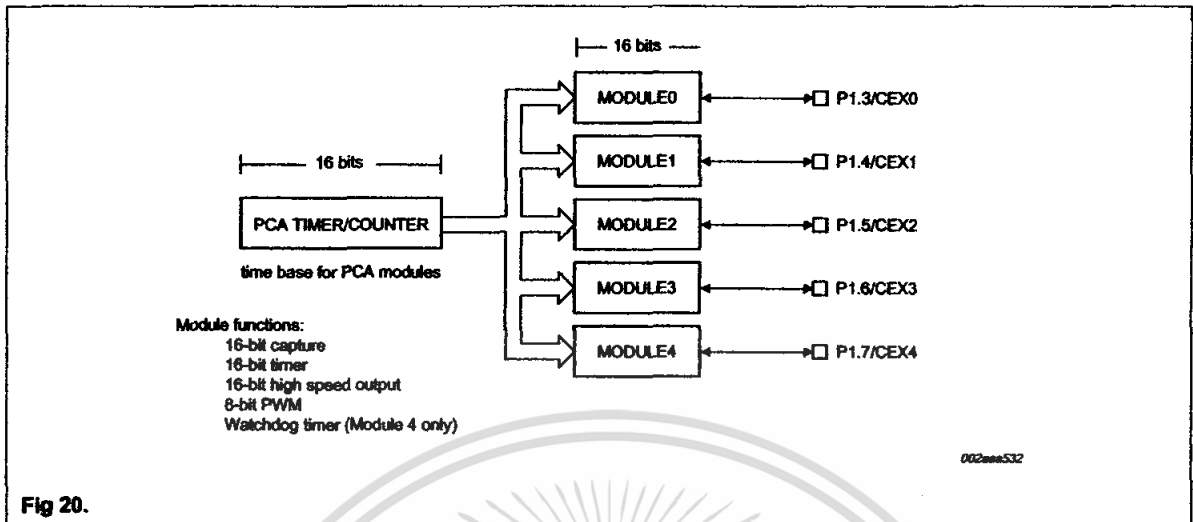 16 bits
MODULE0
P1.3/CEX0
16 bits
MODULE1
P1.4/CEX1
PCA TIMER/COUNTER
MODULE2
P1.5/CEX2
time base for PCA modules
MODULE3
P1.6/CEX3
Module functions:
16-bit capture
MODULE4
P1.7/CEX4
16-bit timer
16-bit high speed output
8-bit PWM
Watchdog timer (Module 4 only)
002aaa532
Fig 20.